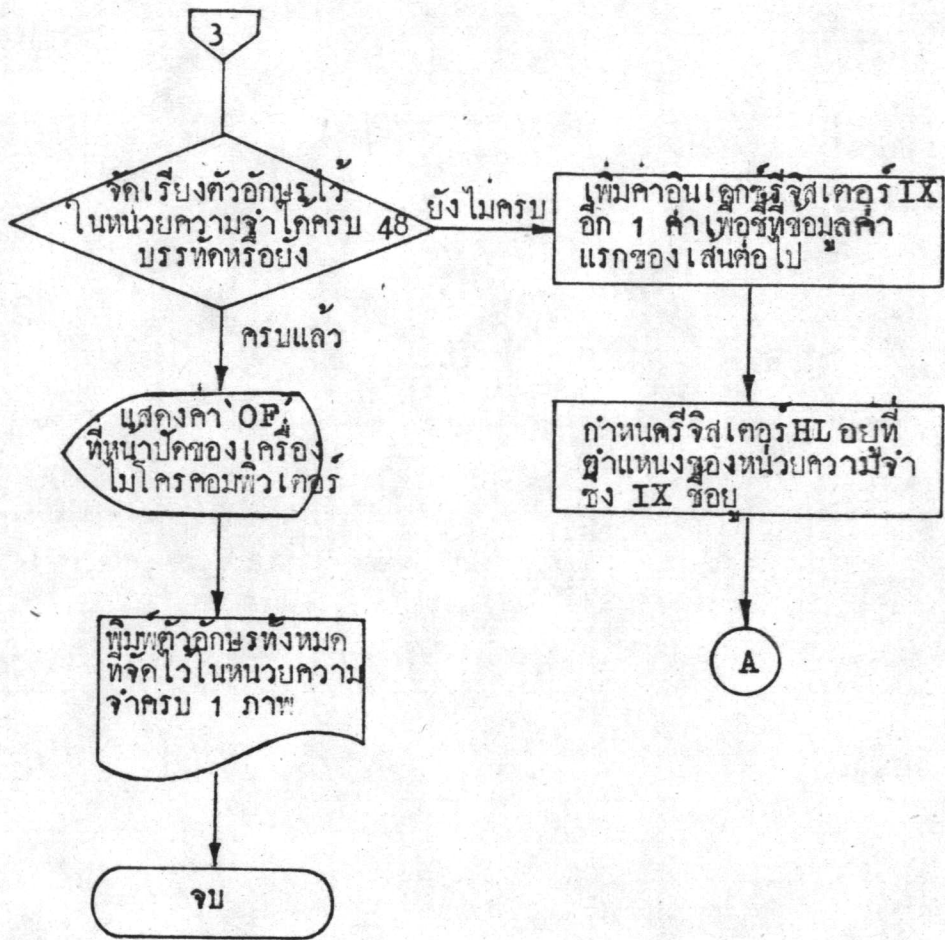 3
จัดเรียงตัวอักษรไว้
ในหน่วยความจำได้ครบ 48
บรรทัดหรือยัง
ยังไม่ครบ
เพิ่มค่าอินเดกซ์รีจิสเตอร์ IX
อีก 1 ค่าเพื่อชี้ที่ข้อมูลค่า
แรกของเส้นต่อไป
ครบแล้ว
แสดงค่า 'OF'
ที่หน้าปัดของเครื่อง
ไมโครคอมพิวเตอร์
กำหนดรีจิสเตอร์ HL อยู่ที่
ตำแหน่งของหน่วยความจำ
ซึ่ง IX ชี้อยู่
พิมพ์ตัวอักษรทั้งหมด
ที่จัดไว้ในหน่วยความ
จำครบ 1 ภาพ
A
จบ